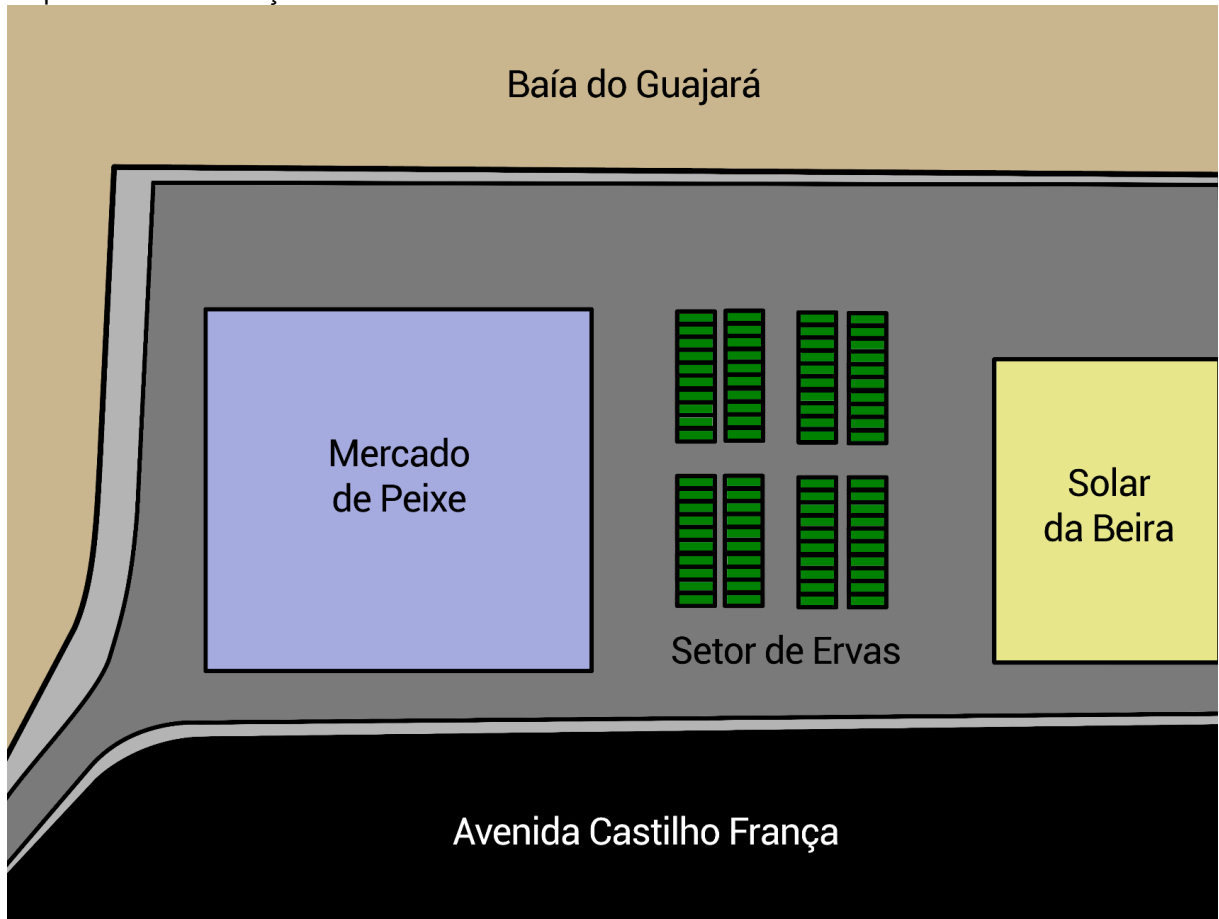 Baía do Guajará
Mercado
de Peixe
Solar
da Beira
Setor de Ervas
Avenida Castilho França